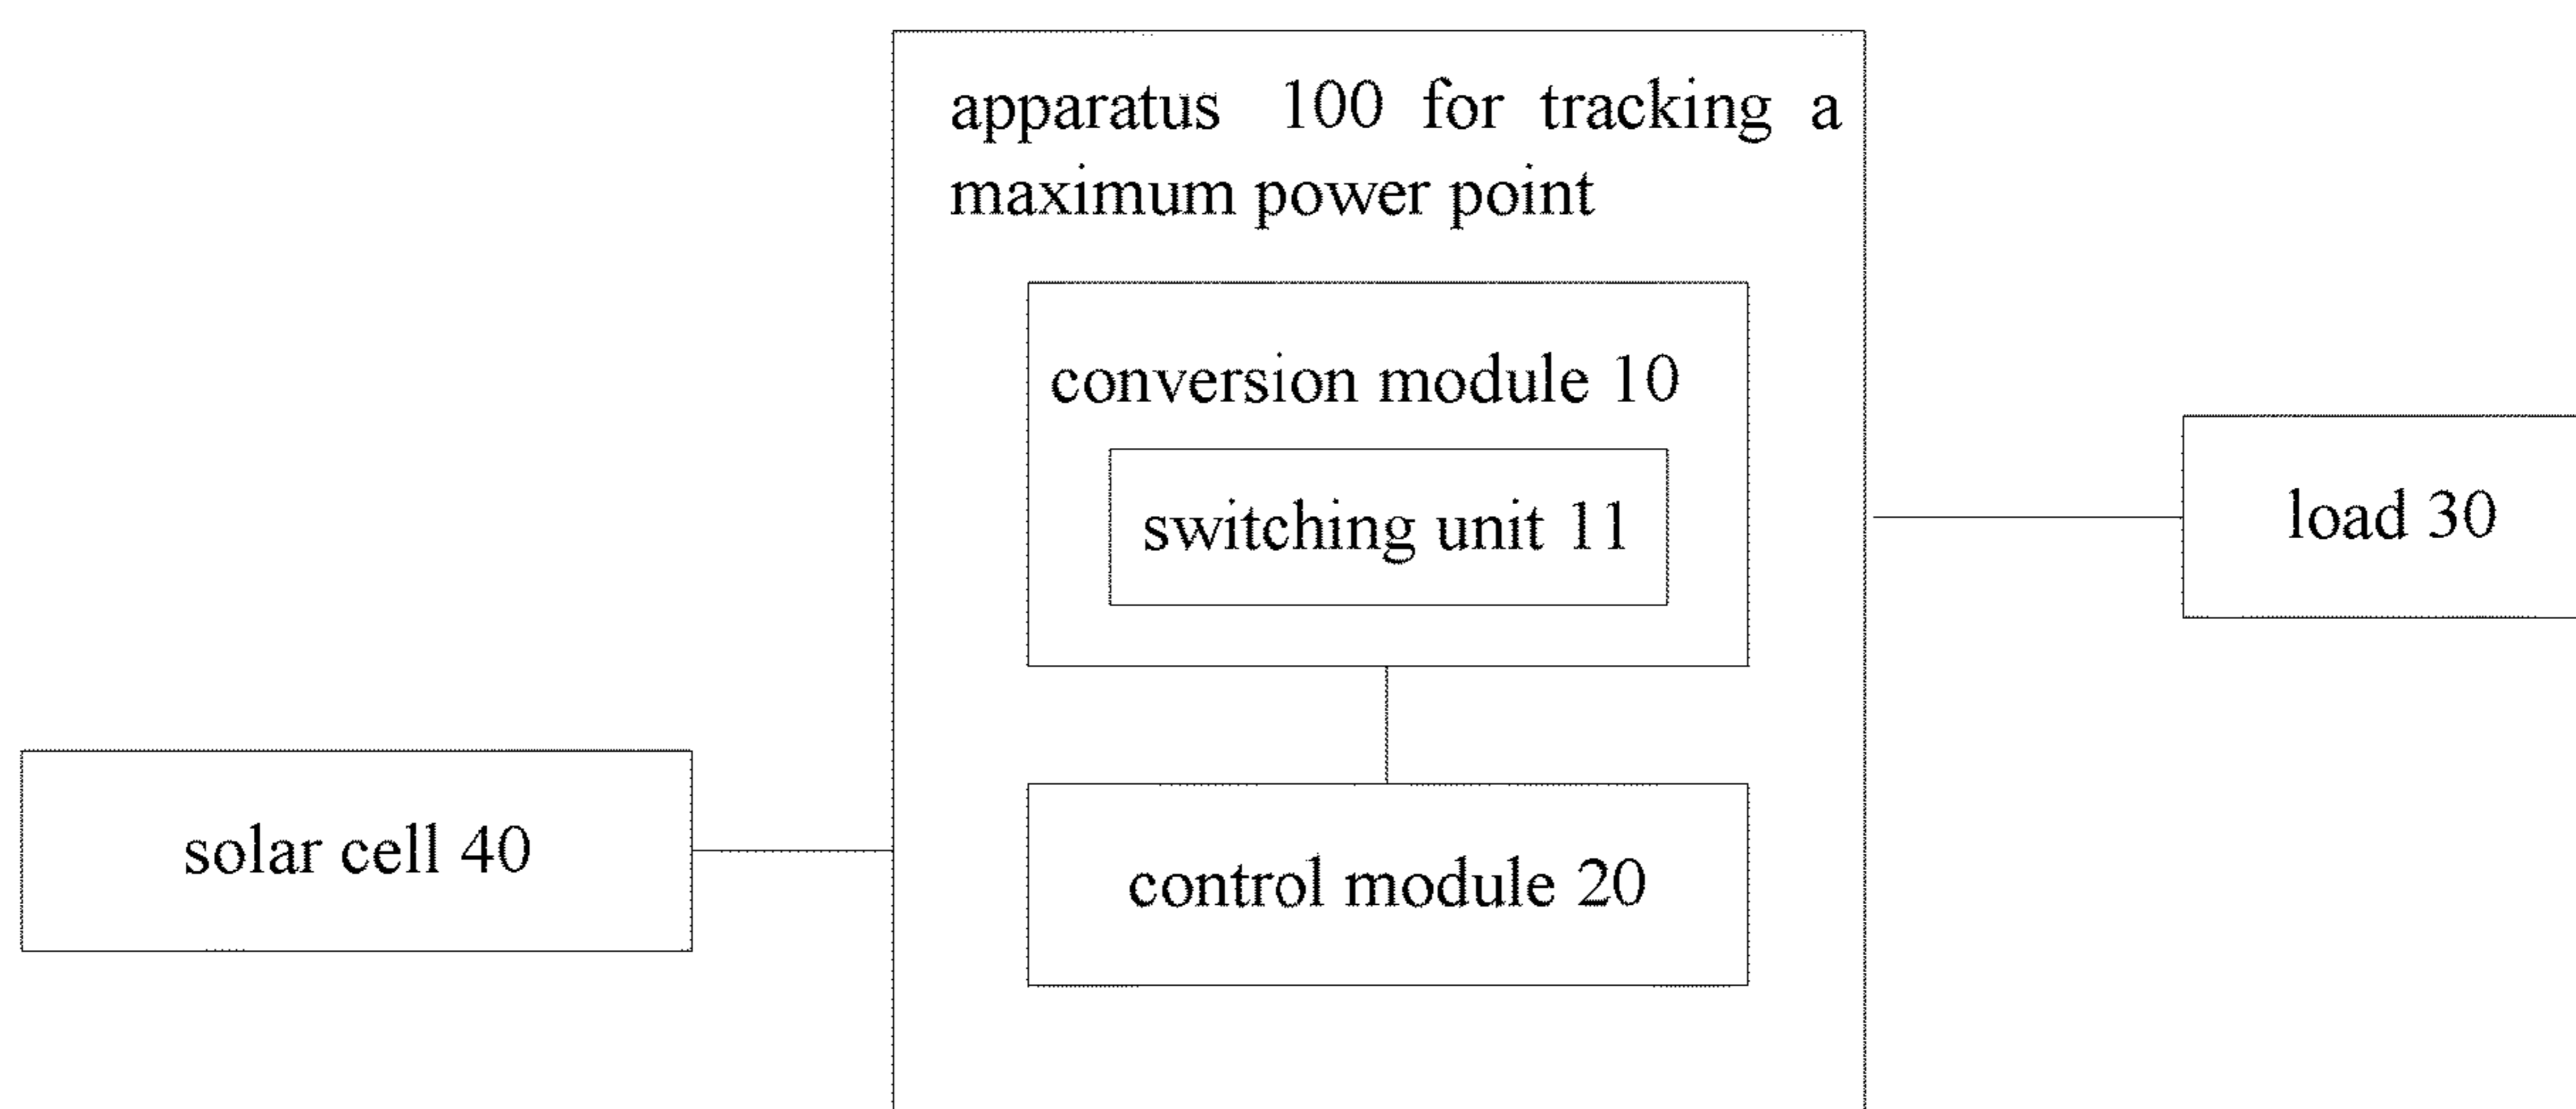 apparatus 100 for tracking a
maximum power point
conversion module 10
switching unit 11
load 30
solar cell 40
control module 20